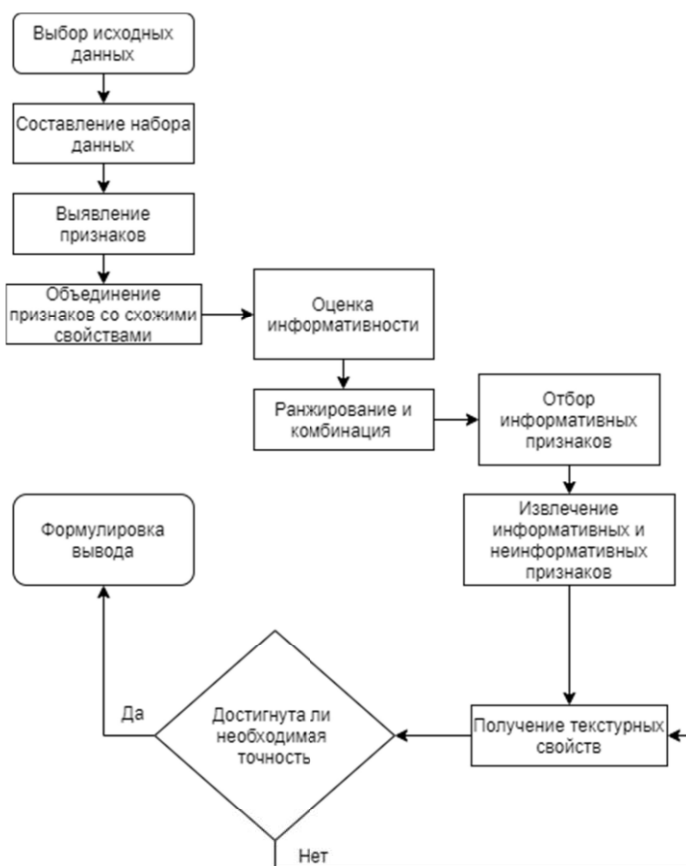 Выбор исходных
данных
Составление набора
данных
Выявление
признаков
Объединение
признаков со схожими
свойствами
Оценка
информативности
Ранжирование и
комбинация
Отбор
информативных
признаков
Извлечение
информативных и
неинформативных
признаков
Получение текстурных
свойств
Достигнута ли
необходимая
точность
Да
Нет
Формулировка
вывода